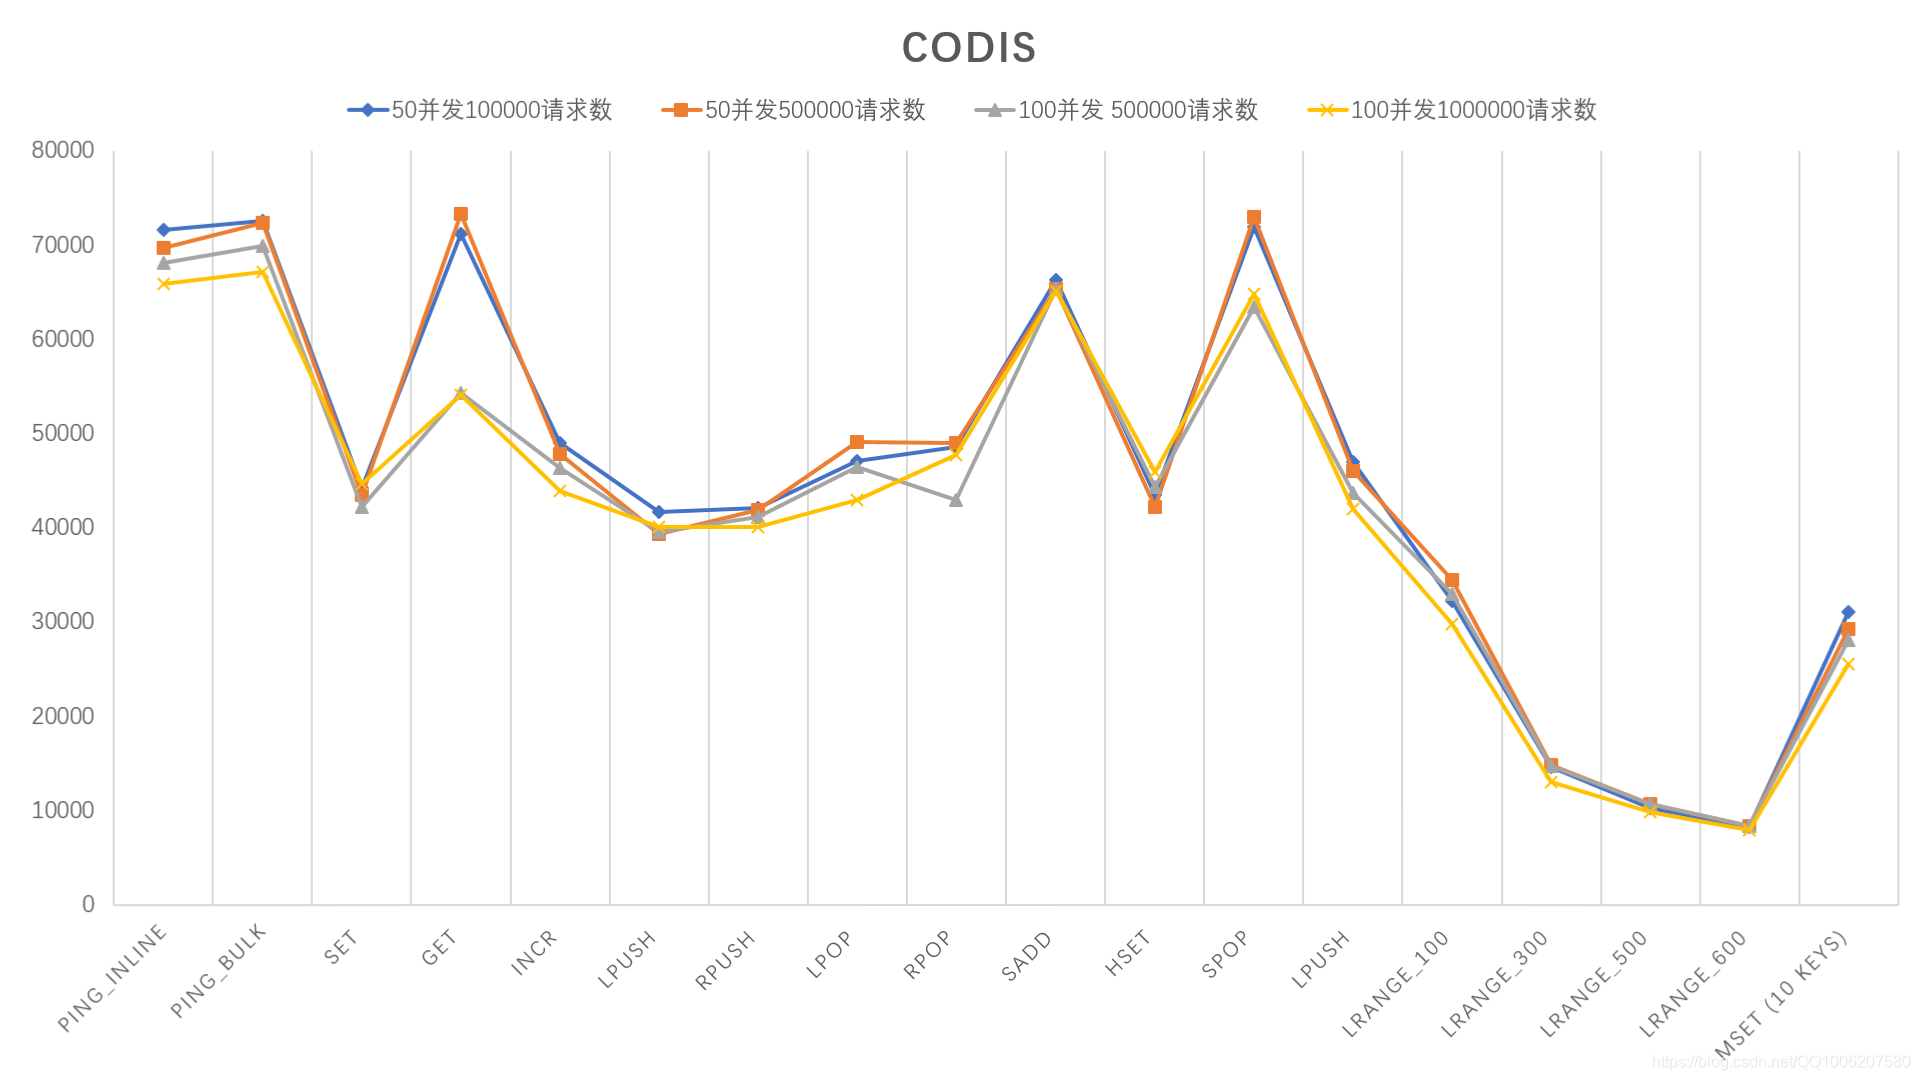 CODIS
50并发100000请求数
50并发500000请求数
100并发 500000请求数
100并发1000000请求数
80000
70000
60000
50000
40000
30000
20000
10000
0
PING_INLINE
PING_BULK
SET
GET
INCR
LPUSH
RPUSH
LPOP
RPOP
SADD
HSET
SPOP
LPUSH
LRANGE_100
LRANGE_300
LRANGE_500
LRANGE_600
MSET (10 KEYS)
https://blog.csdn.net/QQ1006207580